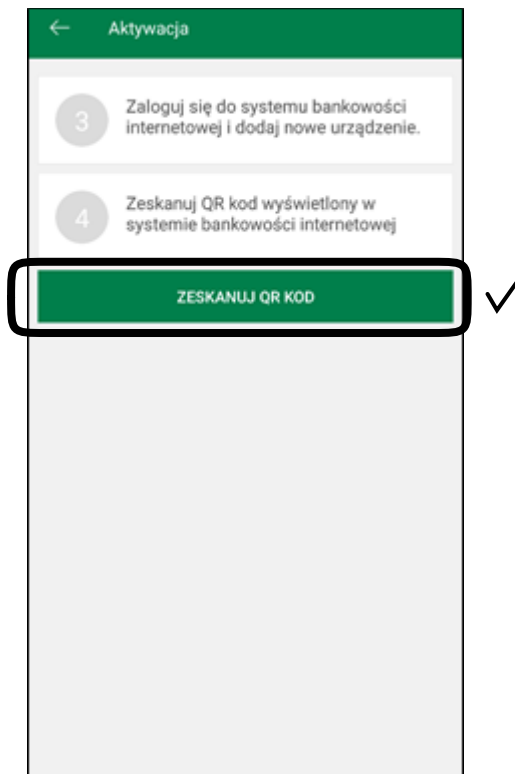 Aktywacja
3
Zaloguj się do systemu bankowości
internetowej i dodaj nowe urządzenie.
4
Zeskanuj QR kod wyświetlony w
systemie bankowości internetowej
ZESKANUJ QR KOD